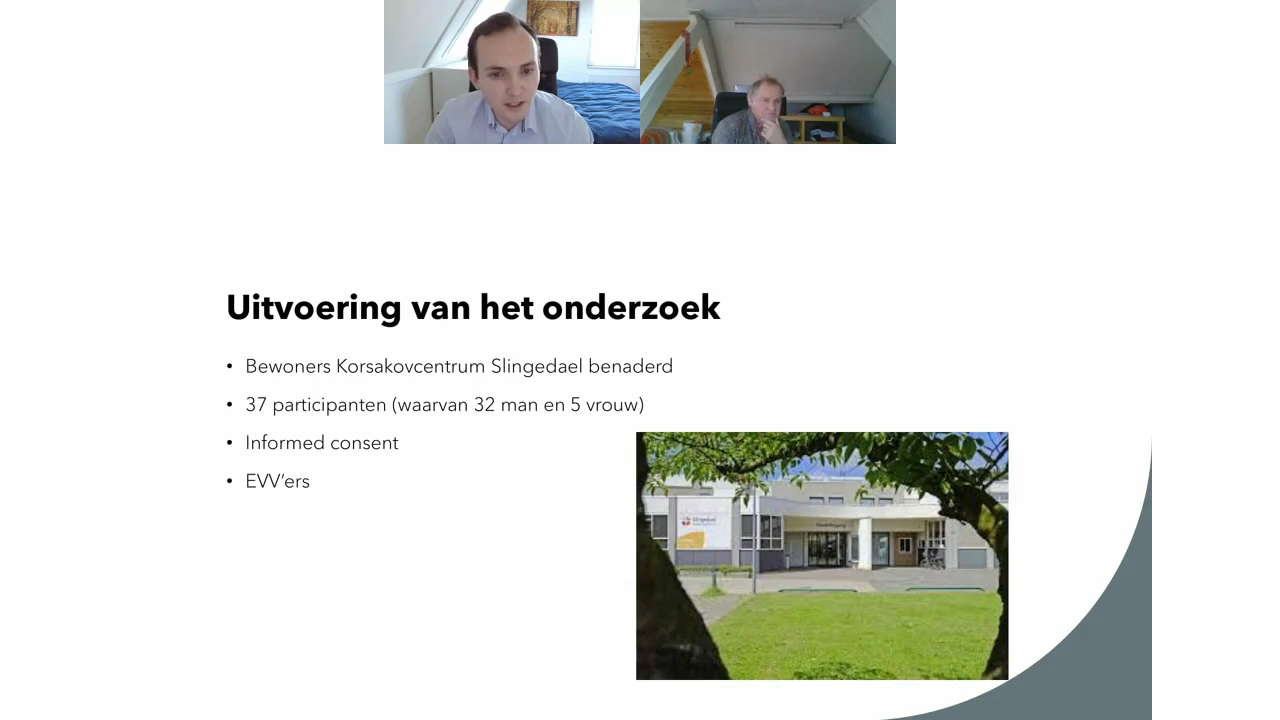 Uitvoering van het onderzoek
• Bewoners Korsakovcentrum Slingedael benaderd
• 37 participanten (waarvan 32 man en 5 vrouw)
• Informed consent
• EVV'ers
Slingedael